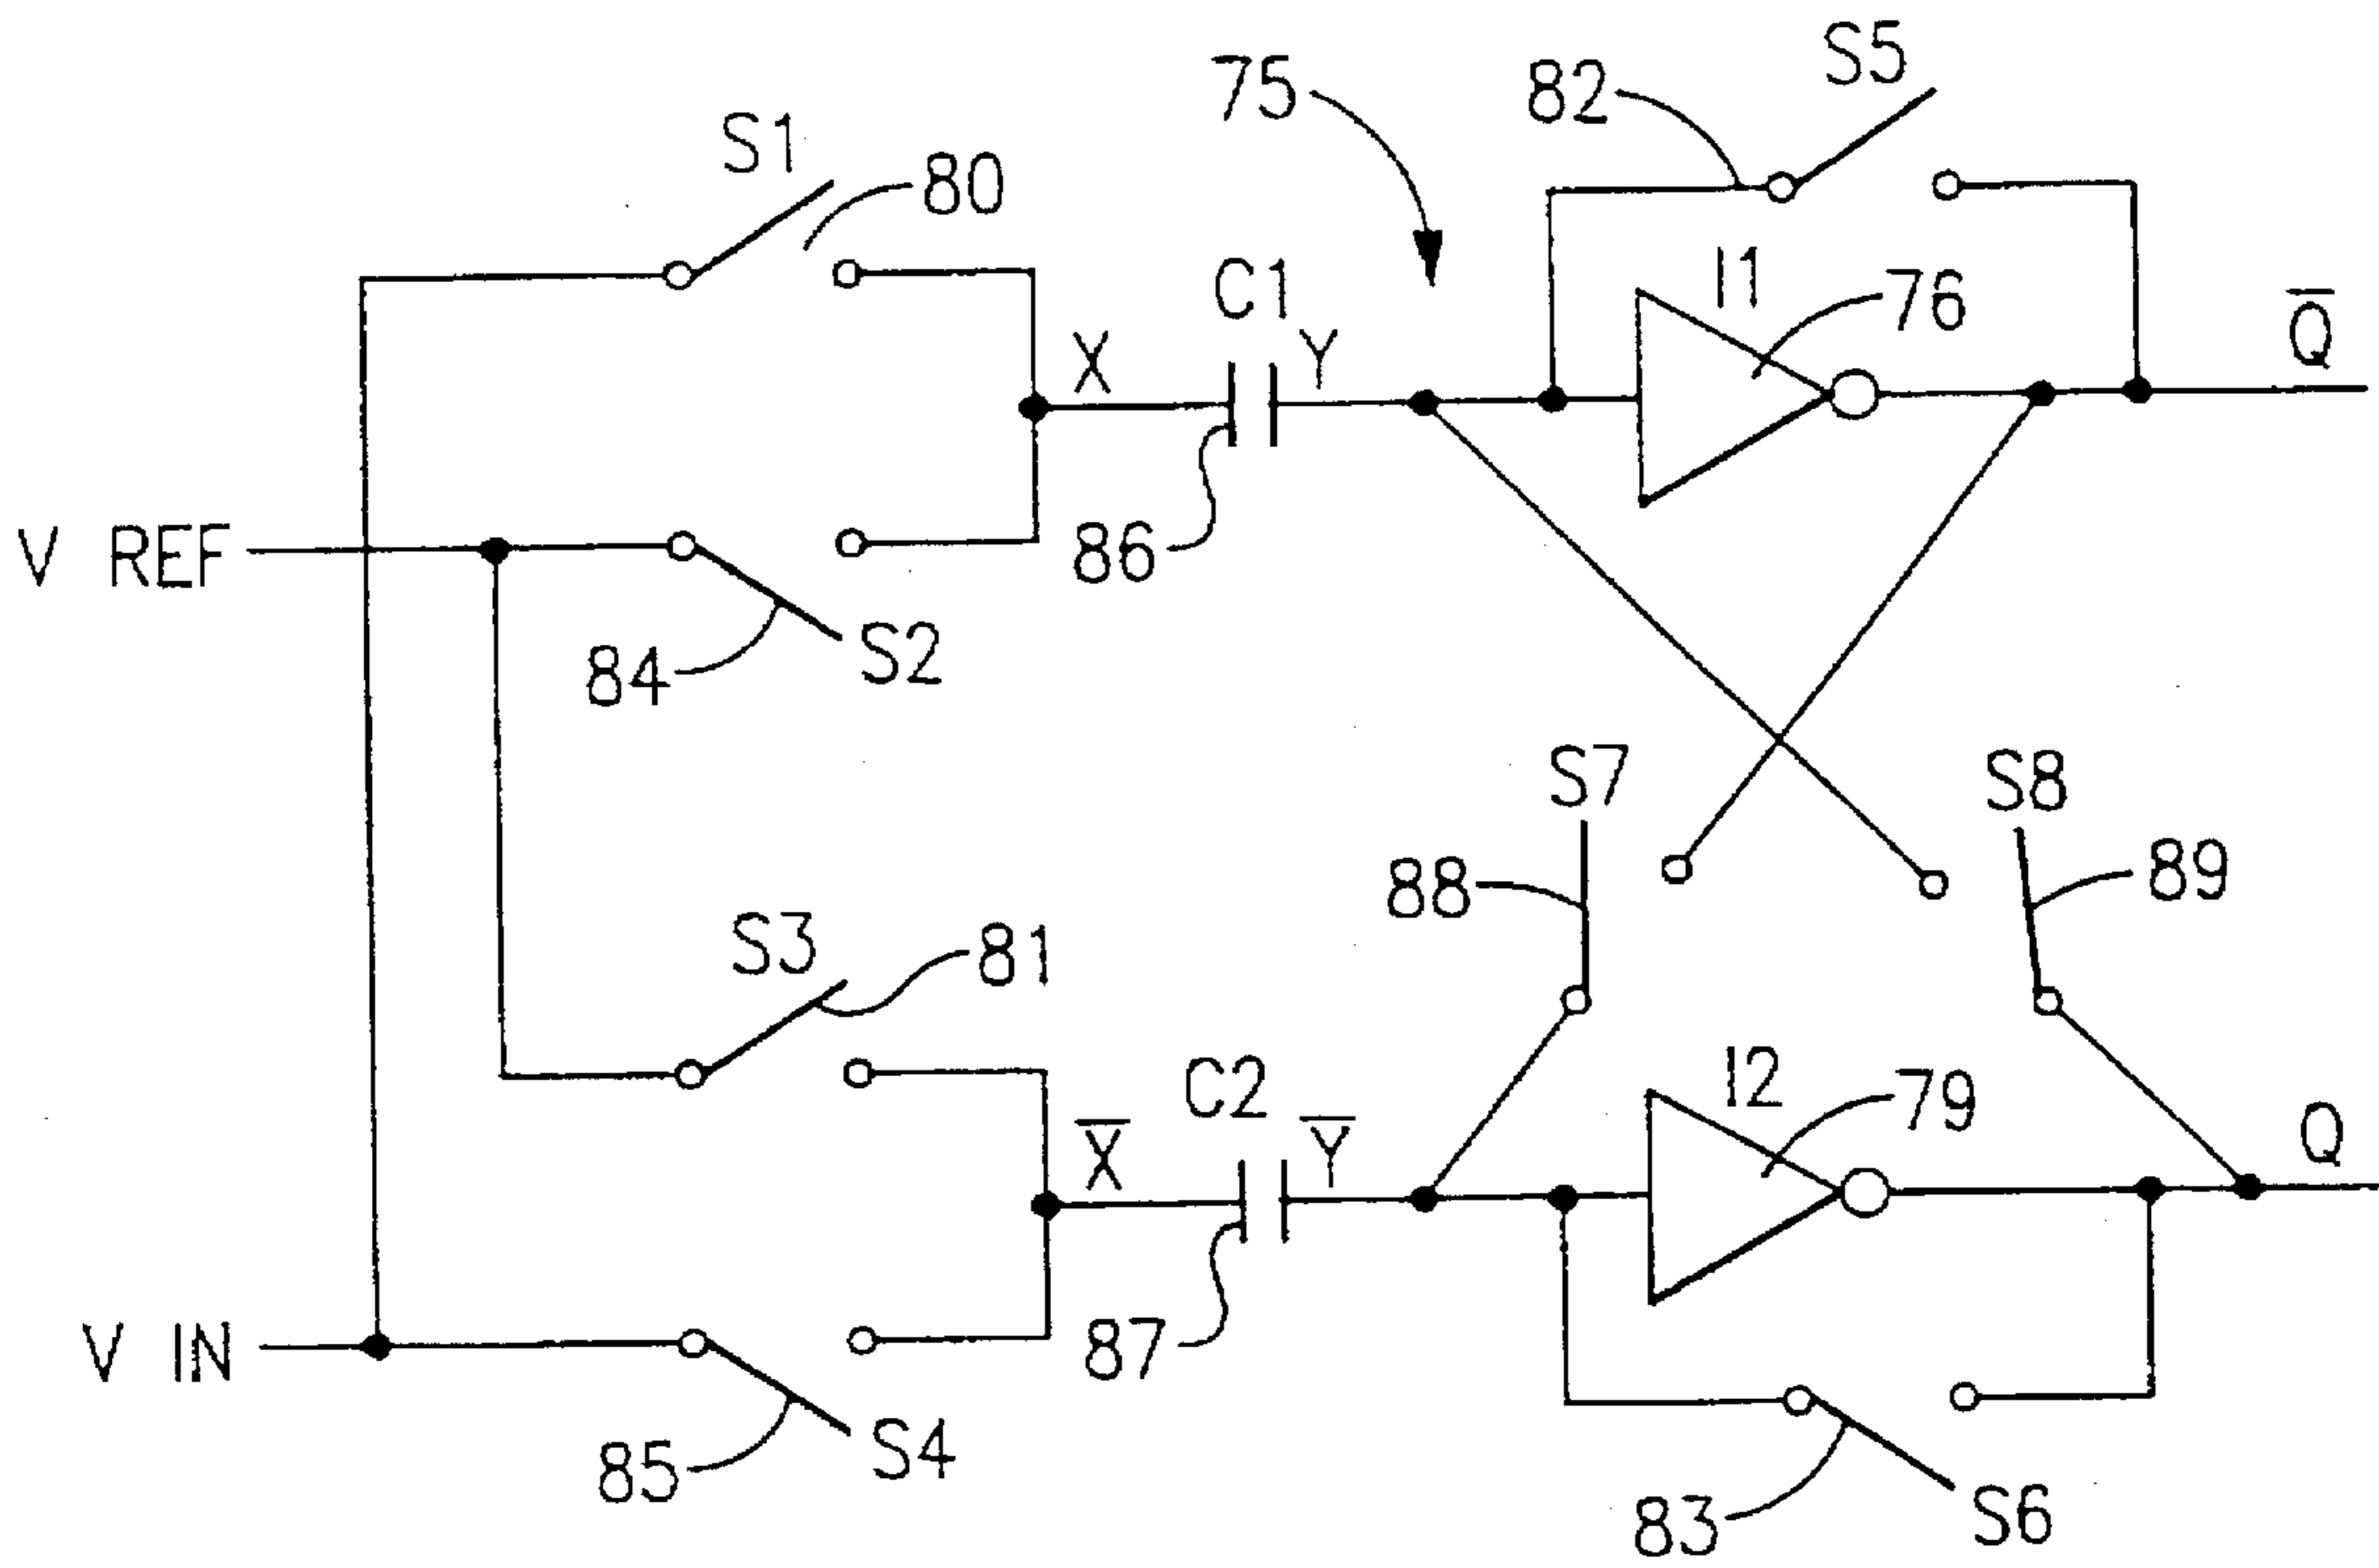 S5
75
82
S1
80
I1
76
C1
X
Y
Q̅
V REF
86
84
S2
S7
S8
88
89
S3
81
I2
79
C2
X̅
Y̅
Q
V IN
87
85
S4
83
S6